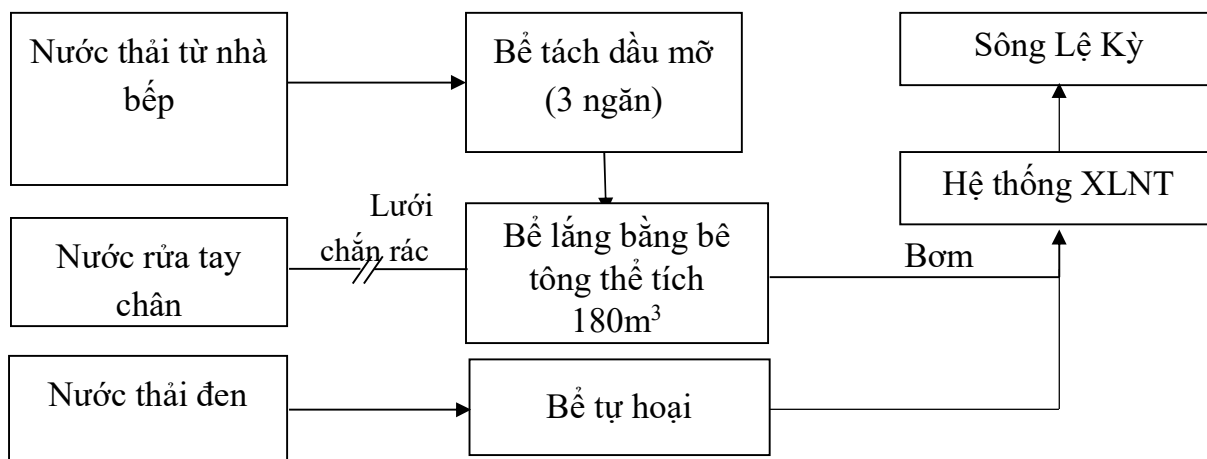 Nước thải từ nhà
bếp
Bể tách dầu mỡ
(3 ngăn)
Sông Lệ Kỳ
Hệ thống XLNT
Nước rửa tay
chân
Lưới
chắn rác
Bể lắng bằng bê
tông thể tích
180m³
Bơm
Nước thải đen
Bể tự hoại